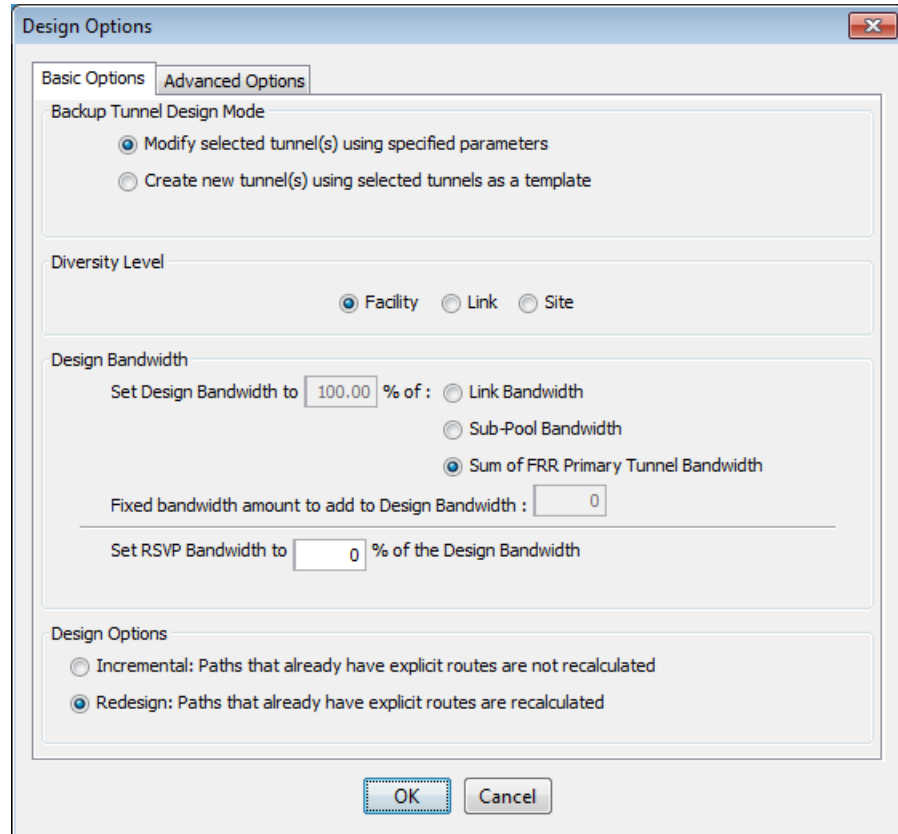 Design Options
Basic Options Advanced Options
Backup Tunnel Design Mode
Modify selected tunnel(s) using specified parameters
Create new tunnel(s) using selected tunnels as a template
Diversity Level
Facility Link Site
Design Bandwidth
Set Design Bandwidth to 100.00 % of : Link Bandwidth
Sub-Pool Bandwidth
Sum of FRR Primary Tunnel Bandwidth
Fixed bandwidth amount to add to Design Bandwidth : 0
Set RSVP Bandwidth to 0 % of the Design Bandwidth
Design Options
Incremental: Paths that already have explicit routes are not recalculated
Redesign: Paths that already have explicit routes are recalculated
OK Cancel